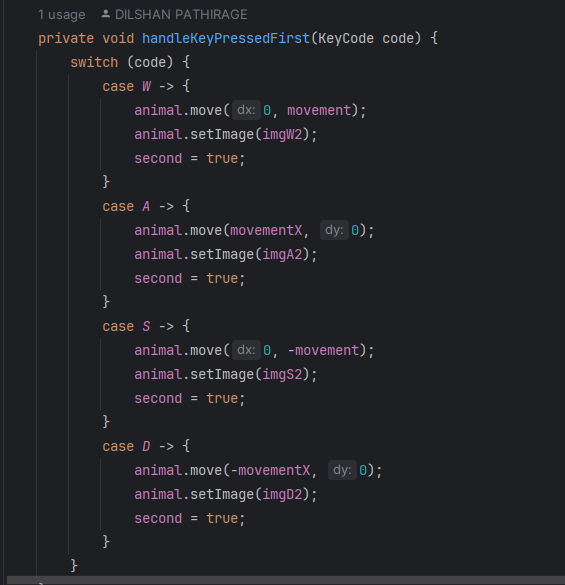 1 usage DILSHAN PATHIRAGE
private void handleKeyPressedFirst(KeyCode code) {
switch (code) {
case W -> {
animal.move( dx: 0, movement);
animal.setImage(imgW2);
second = true;
}
case A -> {
animal.move(movementX, dy: 0);
animal.setImage(imgA2);
second = true;
}
case S -> {
animal.move( dx: 0, -movement);
animal.setImage(imgS2);
second = true;
}
case D -> {
animal.move(-movementX, dy: 0);
animal.setImage(imgD2);
second = true;
}
}